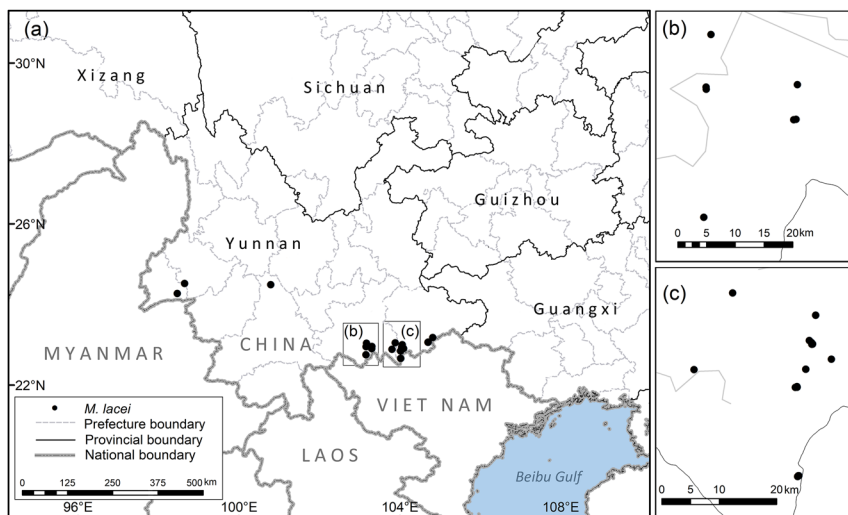 (a)
30°N
Xizang
Sichuan
Guizhou
26°N
Yunnan
Guangxi
(b)
(c)
CHINA
MYANMAR
22°N
VIET NAM
LAOS
Beibu Gulf
M. lacei
Prefecture boundary
Provincial boundary
National boundary
0 125 250 375 500 km
96°E 100°E 104°E 108°E
(b)
0 5 10 15 20 km
(c)
0 5 10 20 km